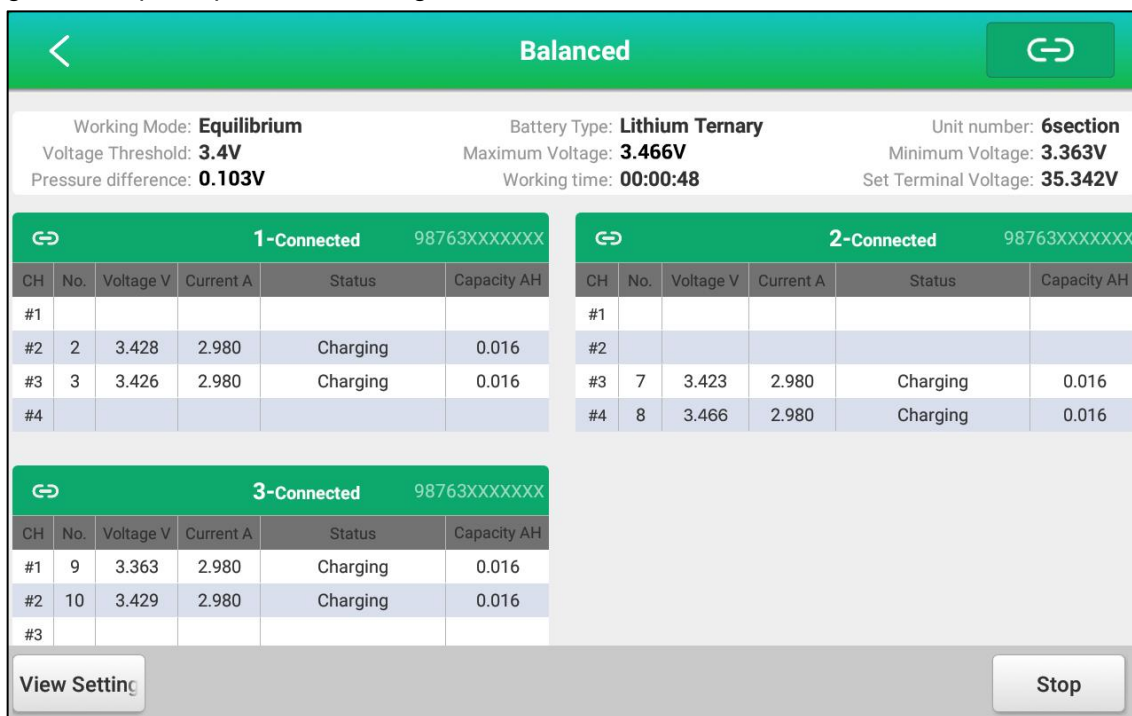 Balanced
Working Mode: Equilibrium Battery Type: Lithium Ternary Unit number: 6section
Voltage Threshold: 3.4V Maximum Voltage: 3.466V Minimum Voltage: 3.363V
Pressure difference: 0.103V Working time: 00:00:48 Set Terminal Voltage: 35.342V
1-Connected 98763XXXXXXX
CH No. Voltage V Current A Status Capacity AH
#1
#2 2 3.428 2.980 Charging 0.016
#3 3 3.426 2.980 Charging 0.016
#4
2-Connected 98763XXXXXXX
CH No. Voltage V Current A Status Capacity AH
#1
#2
#3 7 3.423 2.980 Charging 0.016
#4 8 3.466 2.980 Charging 0.016
3-Connected 98763XXXXXXX
CH No. Voltage V Current A Status Capacity AH
#1 9 3.363 2.980 Charging 0.016
#2 10 3.429 2.980 Charging 0.016
#3
View Setting
Stop